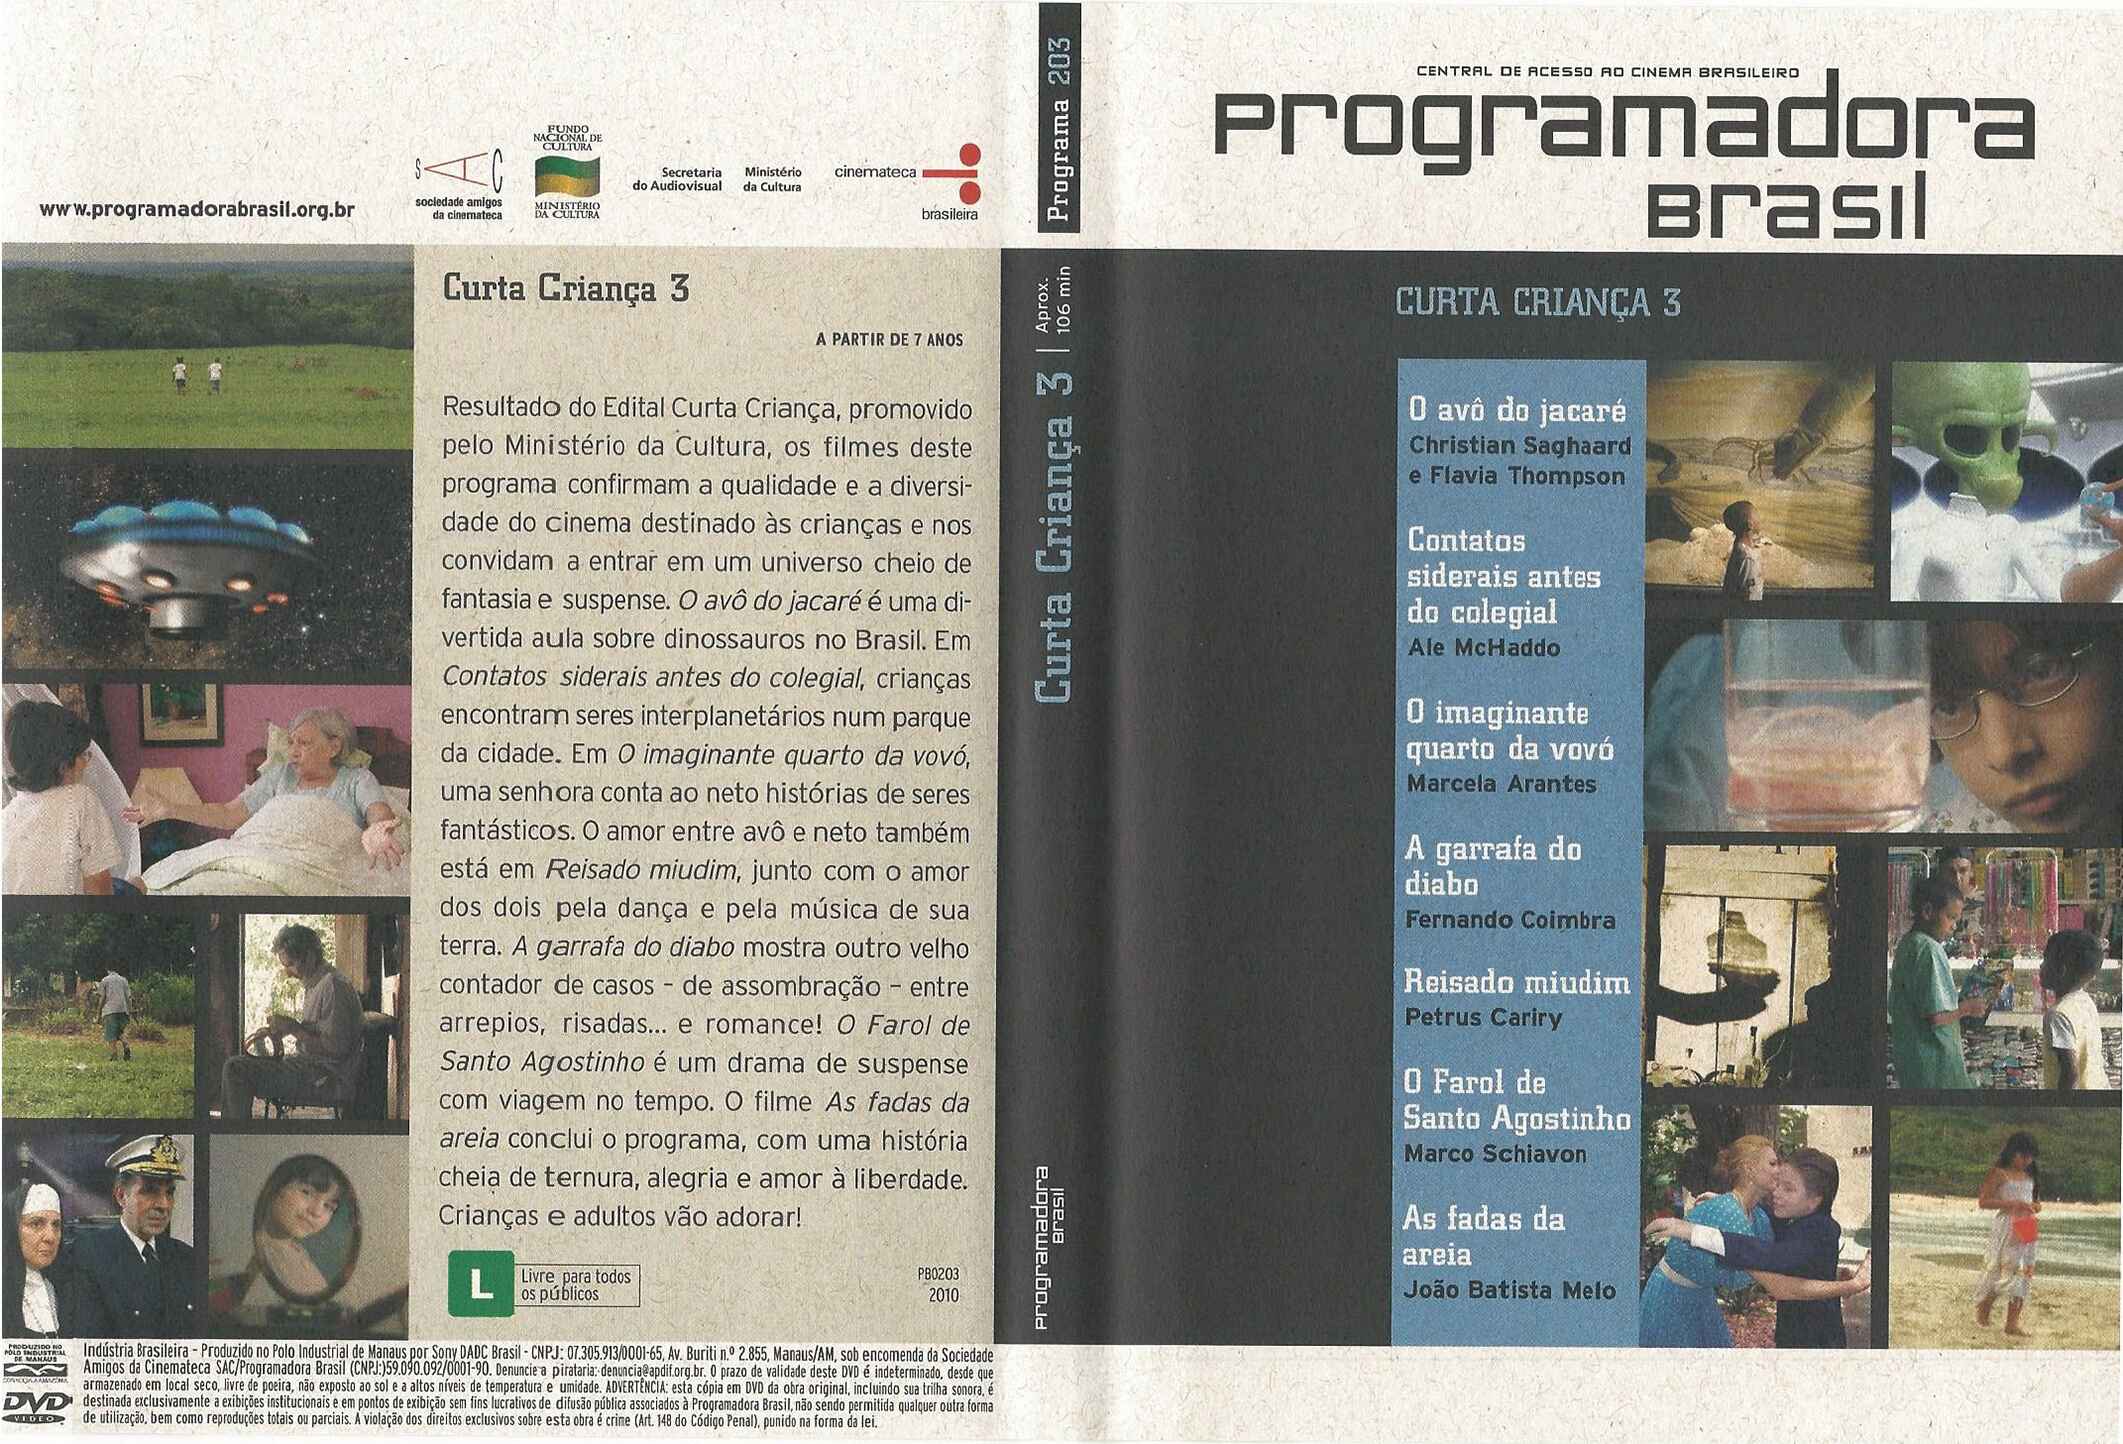 www.programadorabrasil.org.br
SAC
sociedade amigos
da cinemateca
FUNDO
NACIONAL DE
CULTURA
MINISTÉRIO
DA CULTURA
Secretaria
do Audiovisual
Ministério
da Cultura
cinemateca
brasileira
Curta Criança 3
A PARTIR DE 7 ANOS
Resultado do Edital Curta Criança, promovido
pelo Ministério da Cultura, os filmes deste
programa confirmam a qualidade e a diversi-
dade do cinema destinado às crianças e nos
convidam a entrar em um universo cheio de
fantasia e suspense. O avô do jacaré é uma di-
vertida aula sobre dinossauros no Brasil. Em
Contatos siderais antes do colegial, crianças
encontram seres interplanetários num parque
da cidade. Em O imaginante quarto da vovó,
uma senhora conta ao neto histórias de seres
fantásticos. O amor entre avô e neto também
está em Reisado miudim, junto com o amor
dos dois pela dança e pela música de sua
terra. A garrafa do diabo mostra outro velho
contador de casos - de assombração - entre
arrepios, risadas... e romance! O Farol de
Santo Agostinho é um drama de suspense
com viagem no tempo. O filme As fadas da
areia conclui o programa, com uma história
cheia de ternura, alegria e amor à liberdade.
Crianças e adultos vão adorar!
L
Livre para todos
os públicos
PB0203
2010
PRODUZIDO NO
PÓLO INDUSTRIAL
DE MANAUS
CONHEÇA A AMAZÔNIA
DVD
VIDEO
Indústria Brasileira - Produzido no Polo Industrial de Manaus por Sony DADC Brasil - CNPJ: 07.305.913/0001-65, Av. Buriti n.º 2.855, Manaus/AM, sob encomenda da Sociedade
Amigos da Cinemateca SAC/Programadora Brasil (CNPJ:)59.090.092/0001-90. Denuncie a pirataria: denuncia@apdif.org.br. O prazo de validade deste DVD é indeterminado, desde que
armazenado em local seco, livre de poeira, não exposto ao sol e a altos níveis de temperatura e umidade. ADVERTÊNCIA: esta cópia em DVD da obra original, incluindo sua trilha sonora, é
destinada exclusivamente a exibições institucionais e em pontos de exibição sem fins lucrativos de difusão pública associados à Programadora Brasil, não sendo permitida qualquer outra forma
de utilização, bem como reproduções totais ou parciais. A violação dos direitos exclusivos sobre esta obra é crime (Art. 148 do Código Penal), punido na forma da lei.
Programa 203
Curta Criança 3
Aprox.
106 min
Programadora
Brasil
CENTRAL DE ACESSO AO CINEMA BRASILEIRO
Programadora
Brasil
CURTA CRIANÇA 3
O avô do jacaré
Christian Saghaard
e Flavia Thompson
Contatos
siderais antes
do colegial
Ale McHaddo
O imaginante
quarto da vovó
Marcela Arantes
A garrafa do
diabo
Fernando Coimbra
Reisado miudim
Petrus Cariry
O Farol de
Santo Agostinho
Marco Schiavon
As fadas da
areia
João Batista Melo